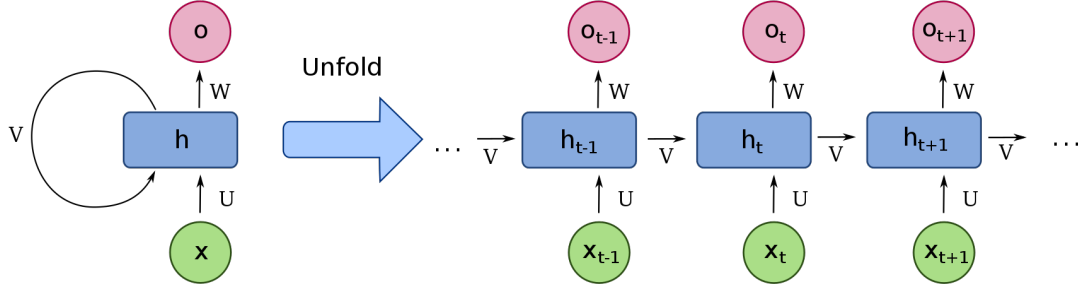 o
W
V
h
U
x
Unfold
...
V
o_{t-1}
W
h_{t-1}
U
x_{t-1}
V
o_t
W
h_t
U
x_t
V
o_{t+1}
W
h_{t+1}
U
x_{t+1}
V
...